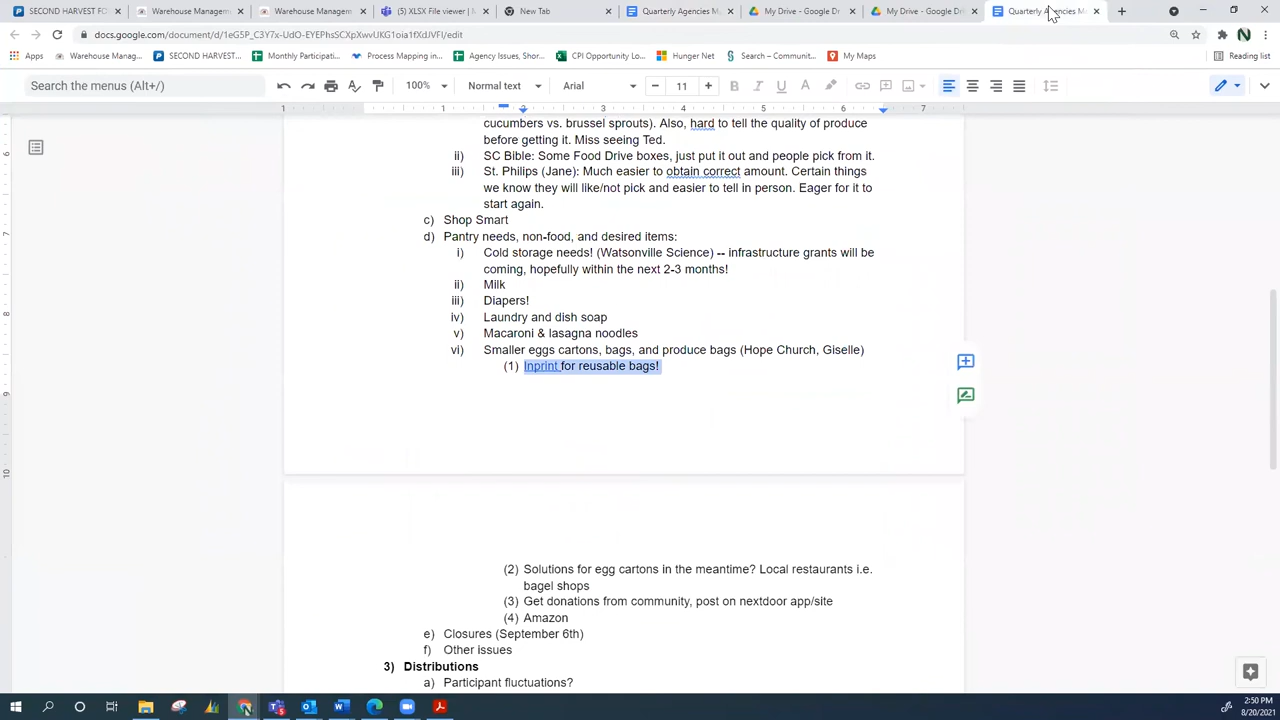 SECOND HARVEST FC
Warehouse Managem
Warehouse Managem
(5) XLSX File viewer | M
New Tab
Quarterly Agencies M
My Drive - Google Dr
My Drive - Google Dri
Quarterly Agencies M
docs.google.com/document/d/1eG5P_C3Y7x-UdO-EYEPhsSCXpXwvUKG1oia1fXdJVFI/edit
Apps
Warehouse Manag...
SECOND HARVEST...
Monthly Participati...
Process Mapping in...
Agency Issues, Shor...
CPI Opportunity Lo...
Hunger Net
Search – Communit...
My Maps
Reading list
Search the menus (Alt+/)
100%
Normal text
Arial
11
1 1 2 3 4 5 6 7
cucumbers vs. brussel sprouts). Also, hard to tell the quality of produce
before getting it. Miss seeing Ted.
ii) SC Bible: Some Food Drive boxes, just put it out and people pick from it.
iii) St. Philips (Jane): Much easier to obtain correct amount. Certain things
we know they will like/not pick and easier to tell in person. Eager for it to
start again.
c) Shop Smart
d) Pantry needs, non-food, and desired items:
i) Cold storage needs! (Watsonville Science) -- infrastructure grants will be
coming, hopefully within the next 2-3 months!
ii) Milk
iii) Diapers!
iv) Laundry and dish soap
v) Macaroni & lasagna noodles
vi) Smaller eggs cartons, bags, and produce bags (Hope Church, Giselle)
(1) Inprint for reusable bags!
(2) Solutions for egg cartons in the meantime? Local restaurants i.e.
bagel shops
(3) Get donations from community, post on nextdoor app/site
(4) Amazon
e) Closures (September 6th)
f) Other issues
3) Distributions
a) Participant fluctuations?
2:50 PM
8/20/2021